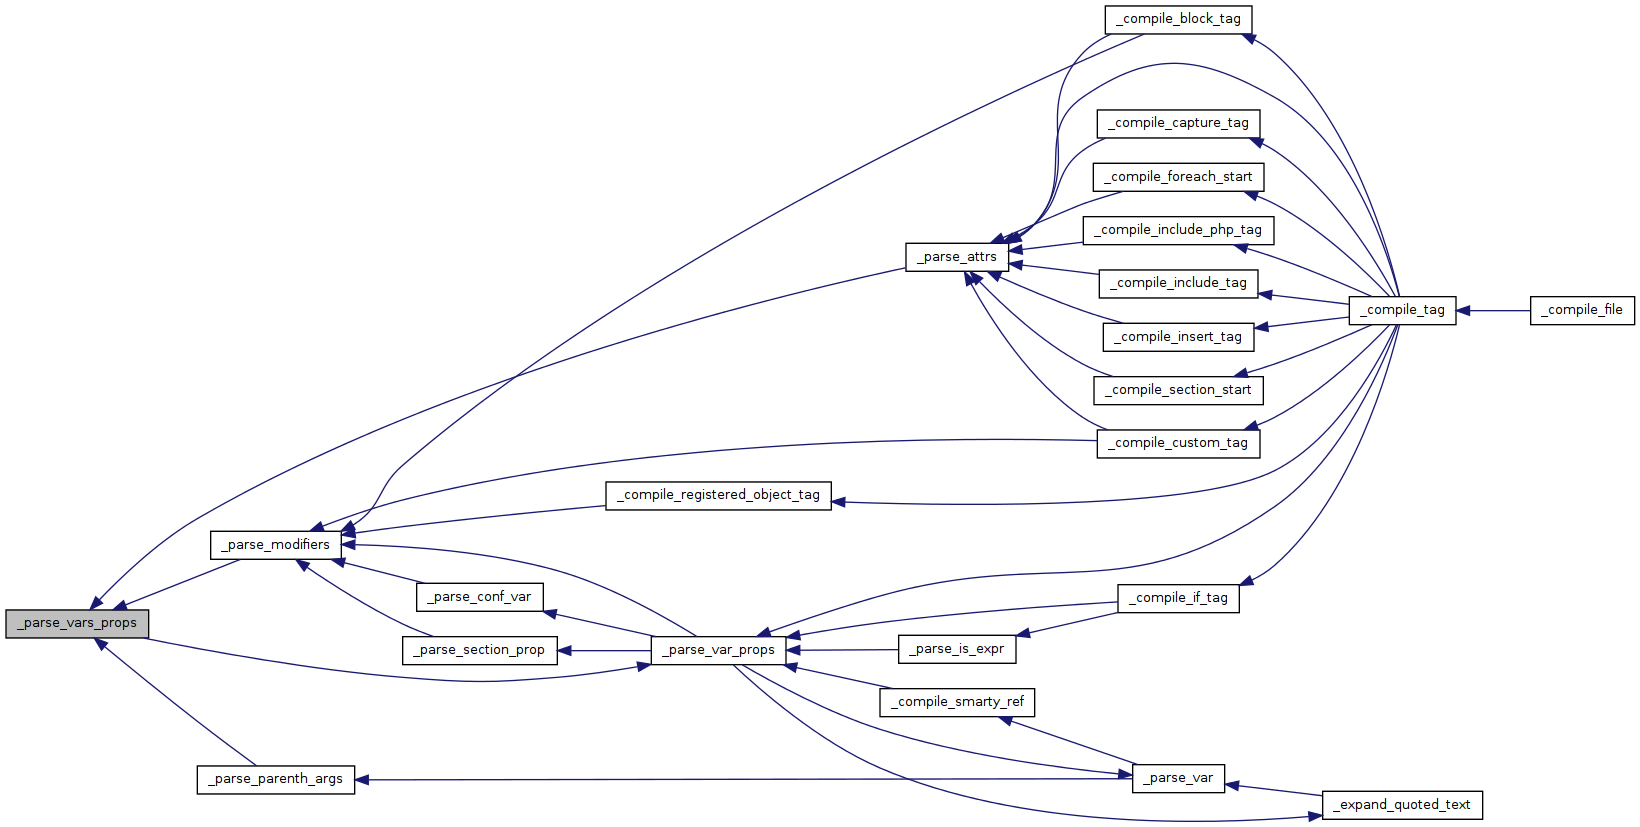 _compile_block_tag
_compile_capture_tag
_compile_foreach_start
_compile_include_php_tag
_parse_attrs
_compile_include_tag
_compile_tag
_compile_file
_compile_insert_tag
_compile_section_start
_compile_custom_tag
_compile_registered_object_tag
_parse_modifiers
_parse_conf_var
_compile_if_tag
_parse_vars_props
_parse_section_prop
_parse_var_props
_parse_is_expr
_compile_smarty_ref
_parse_parenth_args
_parse_var
_expand_quoted_text